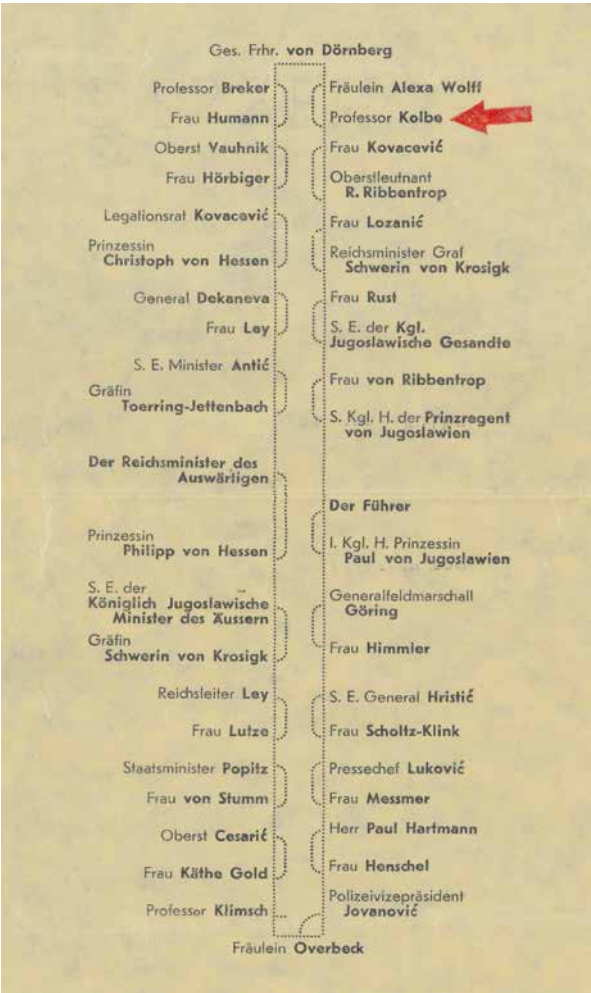 Ges. Frhr. von Dörnberg
Professor Breker
Frau Humann
Oberst Vauhnik
Frau Hörbiger
Legationsrat Kovacević
Prinzessin
Christoph von Hessen
General Dekaneva
Frau Ley
S. E. Minister Antić
Gräfin
Toerring-Jettenbach
Der Reichsminister des
Auswärtigen
Prinzessin
Philipp von Hessen
S. E. der
Königlich Jugoslawische
Minister des Äussern
Gräfin
Schwerin von Krosigk
Reichsleiter Ley
Frau Lutze
Staatsminister Popitz
Frau von Stumm
Oberst Cesarić
Frau Käthe Gold
Professor Klimsch
Fräulein Alexa Wolff
Professor Kolbe
Frau Kovacević
Oberstleutnant
R. Ribbentrop
Frau Lozanić
Reichsminister Graf
Schwerin von Krosigk
Frau Rust
S. E. der Kgl.
Jugoslawische Gesandte
Frau von Ribbentrop
S. Kgl. H. der Prinzregent
von Jugoslawien
Der Führer
I. Kgl. H. Prinzessin
Paul von Jugoslawien
Generalfeldmarschall
Göring
Frau Himmler
S. E. General Hristić
Frau Scholtz-Klink
Pressechef Luković
Frau Messmer
Herr Paul Hartmann
Frau Henschel
Polizeivizepräsident
Jovanović
Fräulein Overbeck